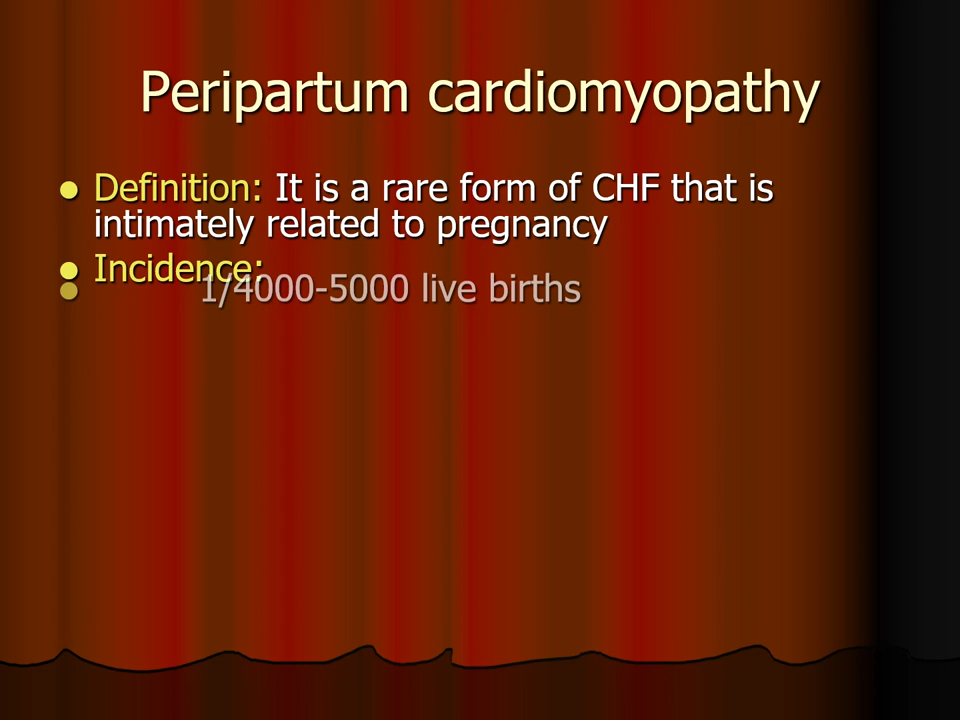 Peripartum cardiomyopathy
● Definition: It is a rare form of CHF that is
intimately related to pregnancy
● Incidence:
● 1/4000-5000 live births